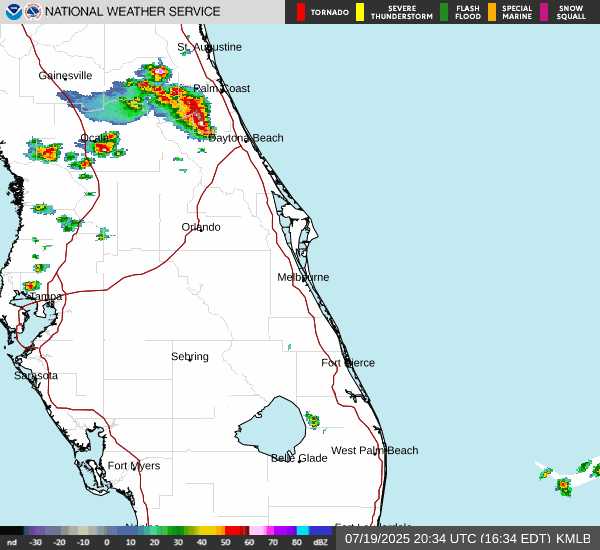 NATIONAL WEATHER SERVICE
TORNADO
SEVERE THUNDERSTORM
FLASH FLOOD
SPECIAL MARINE
SNOW SQUALL
St. Augustine
Gainesville
Palm Coast
Ocala
Daytona Beach
Orlando
Melbourne
Tampa
Sebring
Fort Pierce
Sarasota
West Palm Beach
Belle Glade
Fort Myers
nd -30 -20 -10 0 10 20 30 40 50 60 70 80 dBZ
07/19/2025 20:34 UTC (16:34 EDT) KMLB